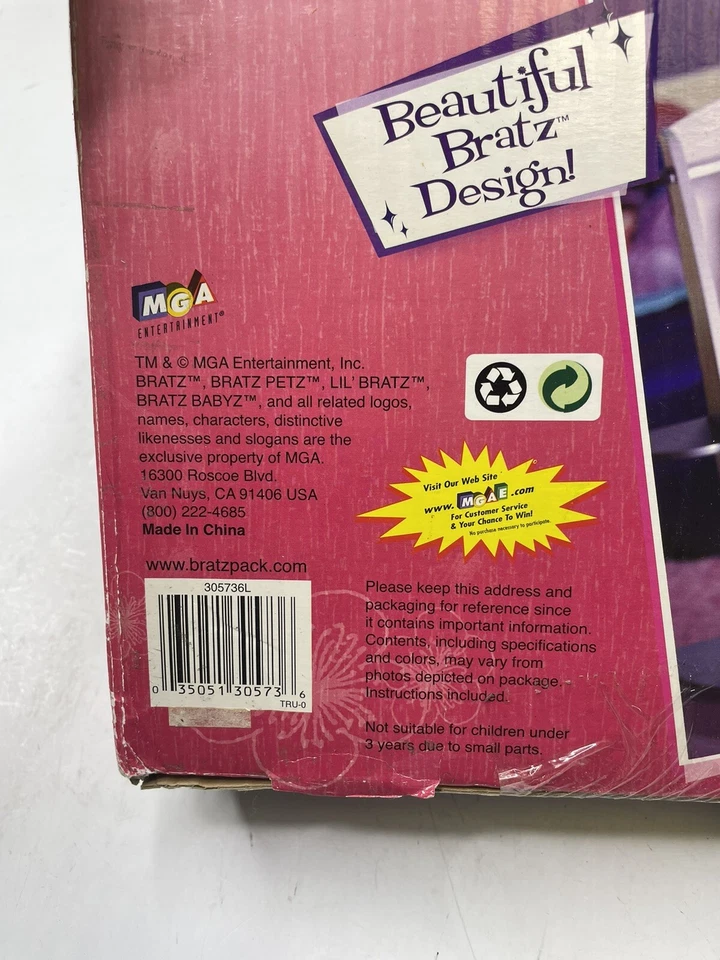 Beautiful
Bratz™
Design!
MGA
ENTERTAINMENT®
TM & © MGA Entertainment, Inc.
BRATZ™, BRATZ PETZ™, LIL' BRATZ™,
BRATZ BABYZ™, and all related logos,
names, characters, distinctive
likenesses and slogans are the
exclusive property of MGA.
16300 Roscoe Blvd.
Van Nuys, CA 91406 USA
(800) 222-4685
Made In China
www.bratzpack.com
305736L
0 35051 30573 6
TRU-0
Visit Our Web Site
www.MGAE.com
For Customer Service
& Your Chance To Win!
No purchase necessary to participate.
Please keep this address and
packaging for reference since
it contains important information.
Contents, including specifications
and colors, may vary from
photos depicted on package.
Instructions included.
Not suitable for children under
3 years due to small parts.